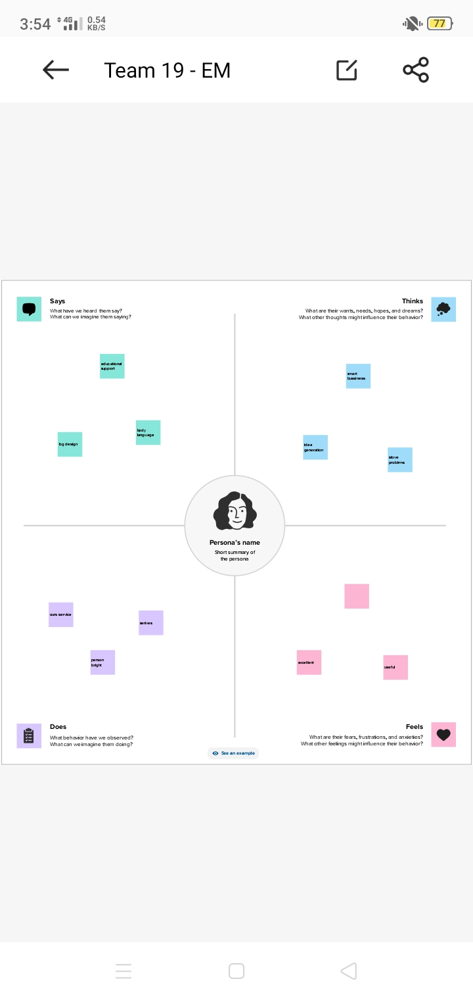 3:54 4G 0.54 KB/S 77
Team 19 - EM
Says
What have we heard them say?
What can we imagine them saying?
Thinks
What are their wants, needs, hopes, and dreams?
What other thoughts might influence their behavior?
educational
support
smart
bussiness
body
language
bg design
idea
generation
slove
problms
Persona's name
Short summary of
the persona
ours service
serives
person
bright
excellent
useful
Does
What behavior have we observed?
What can we imagine them doing?
Feels
What are their fears, frustrations, and anxieties?
What other feelings might influence their behavior?
See an example